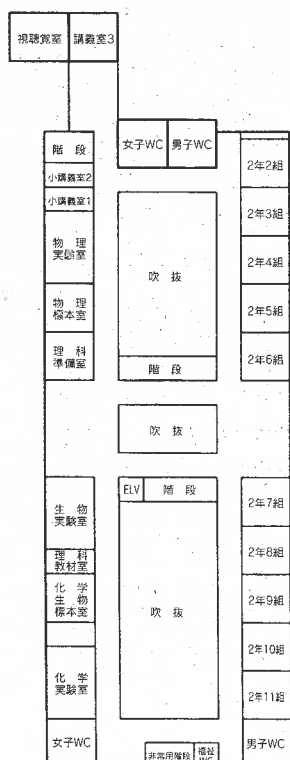 視聴覚室
講義室3
女子WC
男子WC
階段
小講義室2
小講義室1
物理
実験室
物理
標本室
理科
準備室
吹抜
階段
2年2組
2年3組
2年4組
2年5組
2年6組
吹抜
生物
実験室
理科
教材室
化学
生物
標本室
化学
実験室
女子WC
ELV
階段
吹抜
非常用階段
福祉
WC
2年7組
2年8組
2年9組
2年10組
2年11組
男子WC